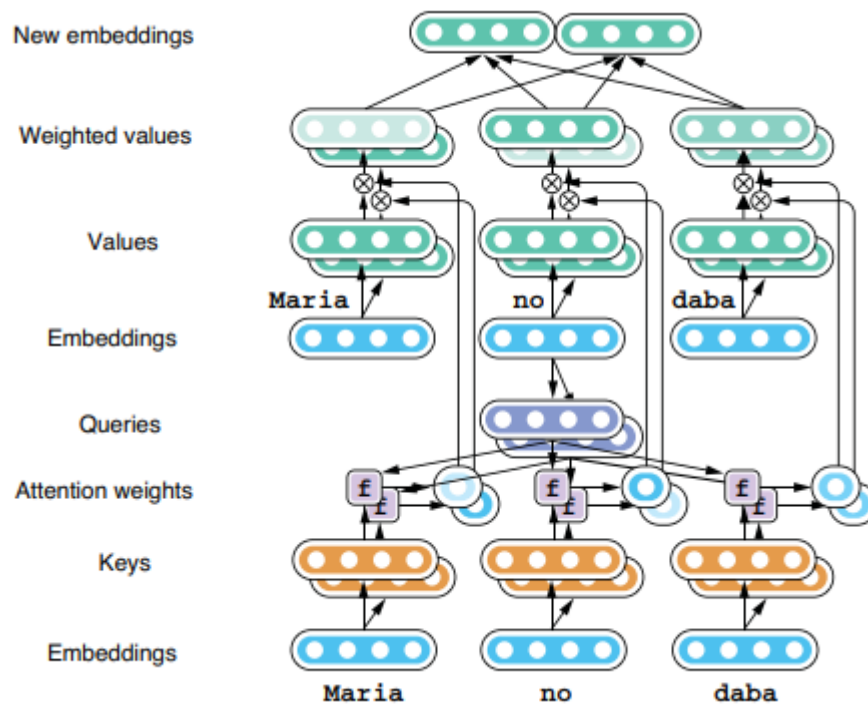 New embeddings
Weighted values
Values
Maria no daba
Embeddings
Queries
Attention weights f f f
f f f
Keys
Embeddings
Maria no daba